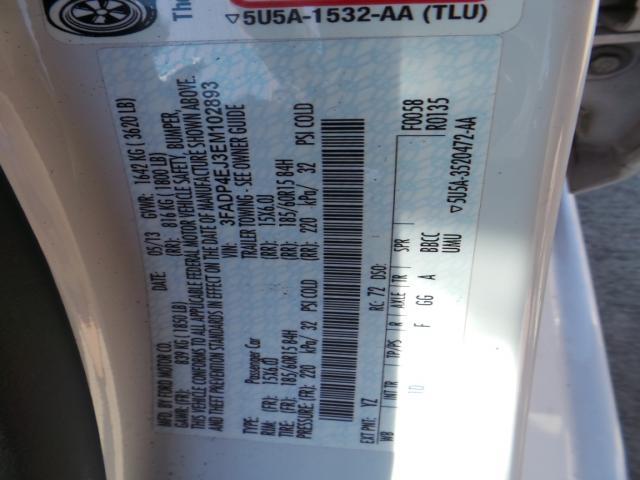 The
▽5U5A-1532-AA (TLU)
MFD. BY FORD MOTOR CO.
DATE: 05/13 GVWR: 1642 KG ( 3620 LB)
GAWR: (FR): 839 KG ( 1850 LB) (RR): 816 KG ( 1800 LB)
THIS VEHICLE CONFORMS TO ALL APPLICABLE FEDERAL MOTOR VEHICLE SAFETY, BUMPER,
AND THEFT PREVENTION STANDARDS IN EFFECT ON THE DATE OF MANUFACTURE SHOWN ABOVE.
VIN: 3FADP4EJ3EM102893
TYPE: Passenger Car TRAILER TOWING - SEE OWNER GUIDE
RIM: (FR): 15X6.0J (RR): 15X6.0J
TIRE: (FR): 185/60R15 84H (RR): 185/60R15 84H
(FR): 220 kPa/ 32 PSI COLD (RR): 220 kPa/ 32 PSI COLD
EXT PNT: YZ RC: 72 DSO: F0058
R0135
WB INT TR TP/PS R AXLE TR SPR
TD F GG A BBCC
UMU
▽5U5A-3S20472-AA